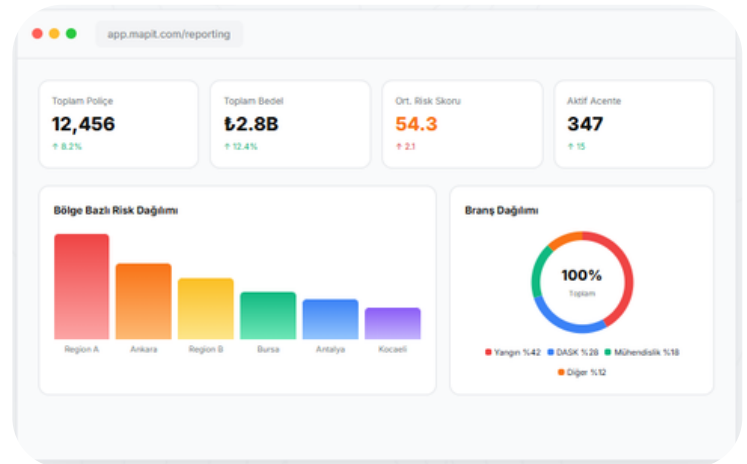 app.mapit.com/reporting
Toplam Poliçe
12,456
↑ 8.2%
Toplam Bedel
₺2.8B
↑ 12.4%
Ort. Risk Skoru
54.3
↑ 2.1
Aktif Acente
347
↑ 15
Bölge Bazlı Risk Dağılımı
Region A
Ankara
Region B
Bursa
Antalya
Kocaeli
Branş Dağılımı
100%
Toplam
Yangın %42
DASK %28
Mühendislik %18
Diğer %12